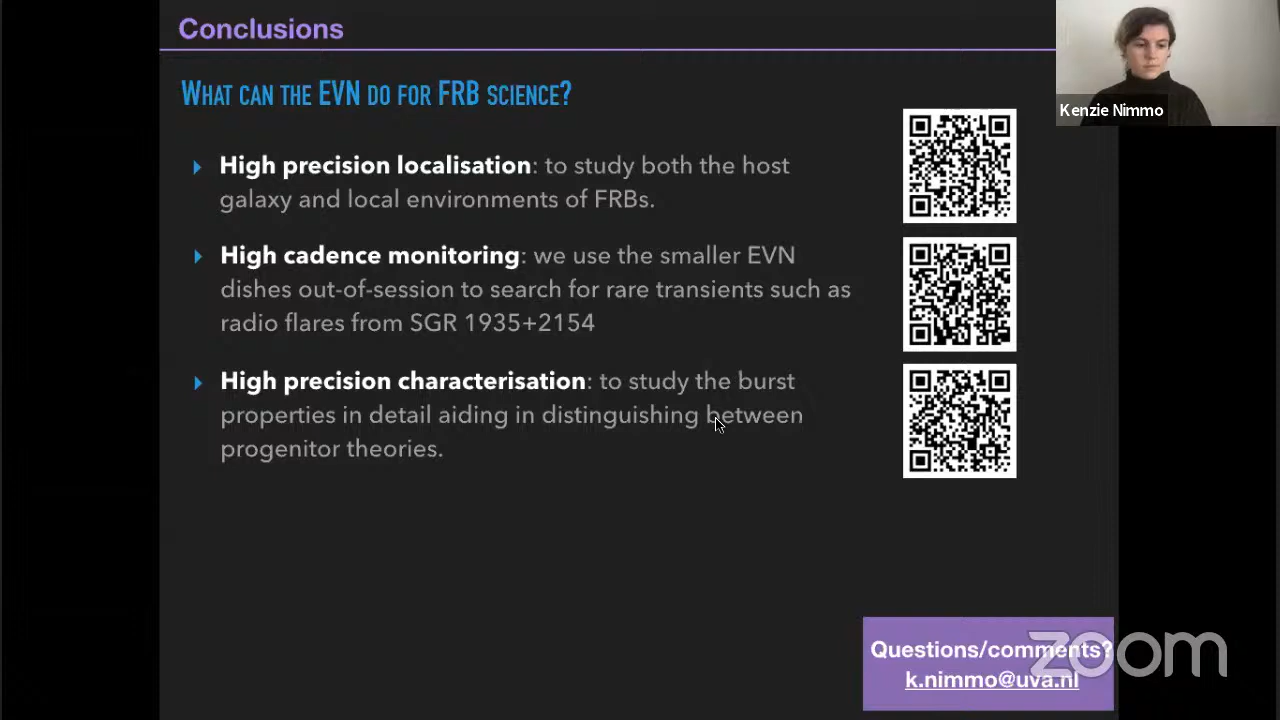 Conclusions
WHAT CAN THE EVN DO FOR FRB SCIENCE?
Kenzie Nimmo
High precision localisation: to study both the host
galaxy and local environments of FRBs.
High cadence monitoring: we use the smaller EVN
dishes out-of-session to search for rare transients such as
radio flares from SGR 1935+2154
High precision characterisation: to study the burst
properties in detail aiding in distinguishing between
progenitor theories.
Questions/comments?
k.nimmo@uva.nl
zoom